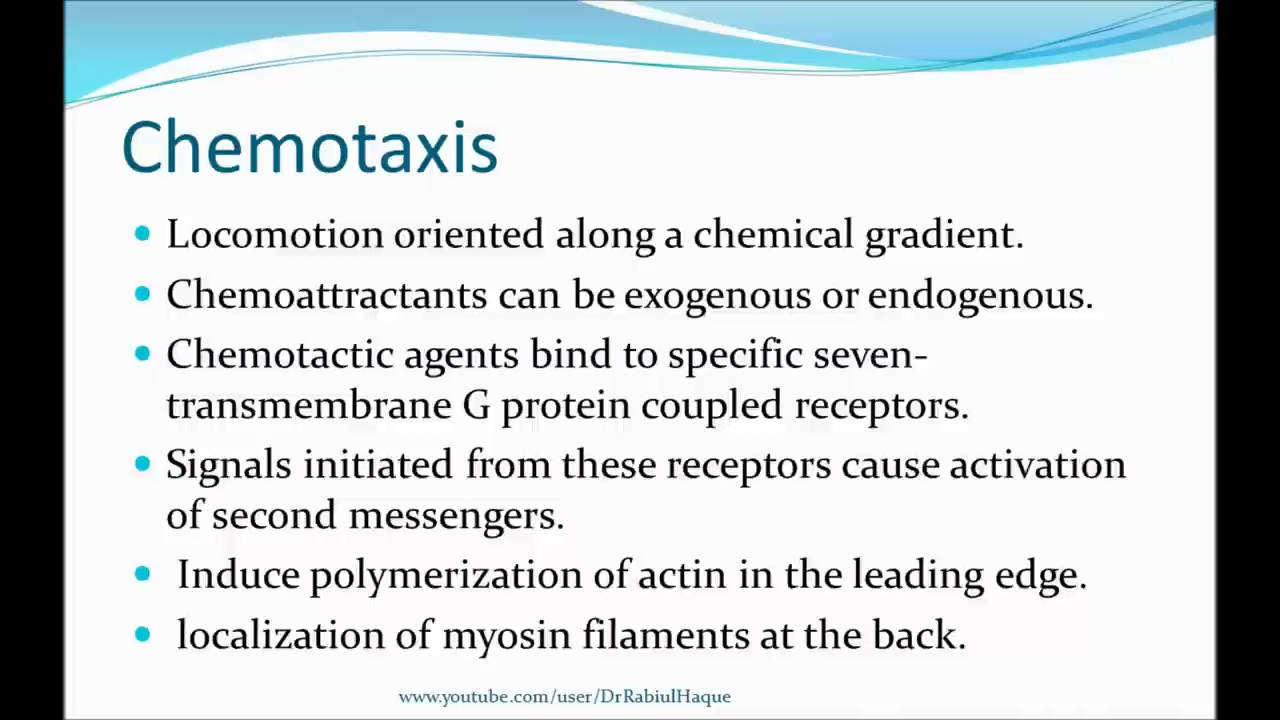 Chemotaxis
• Locomotion oriented along a chemical gradient.
• Chemoattractants can be exogenous or endogenous.
• Chemotactic agents bind to specific seven-
transmembrane G protein coupled receptors.
• Signals initiated from these receptors cause activation
of second messengers.
• Induce polymerization of actin in the leading edge.
• localization of myosin filaments at the back.
www.youtube.com/user/DrRabiulHaque